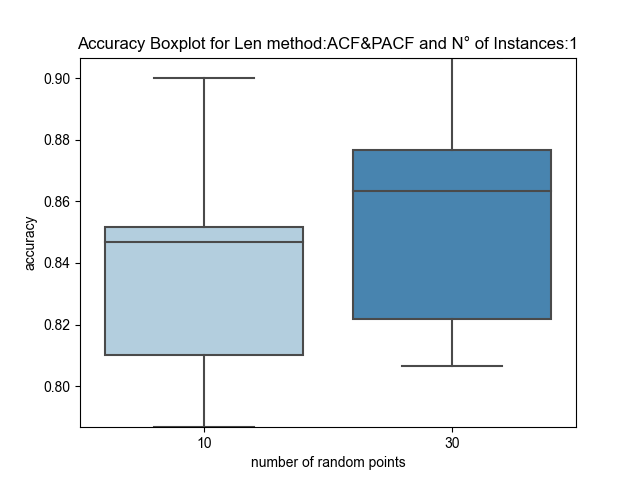 Accuracy Boxplot for Len method:ACF&PACF and N° of Instances:1
0.90
0.88
0.86
0.84
0.82
0.80
accuracy
10
30
number of random points